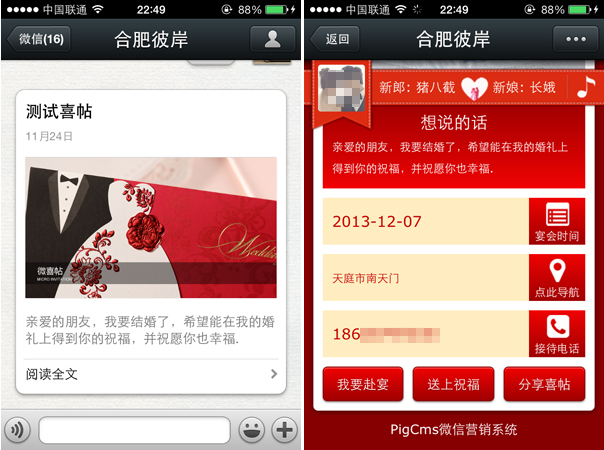 中国联通
22:49
88%
微信(16)
合肥彼岸
测试喜帖
11月24日
Wedding
微喜帖
MICRO INVITATION
亲爱的朋友，我要结婚了，希望能在我的婚
礼上得到你的祝福，并祝愿你也幸福.
阅读全文
中国联通
22:49
88%
返回
合肥彼岸
新郎：猪八截
新娘：长娥
想说的话
亲爱的朋友，我要结婚了，希望能在我的婚礼上
得到你的祝福，并祝愿你也幸福.
2013-12-07
宴会时间
天庭市南天门
点此导航
186
接待电话
我要赴宴
送上祝福
分享喜帖
PigCms微信营销系统